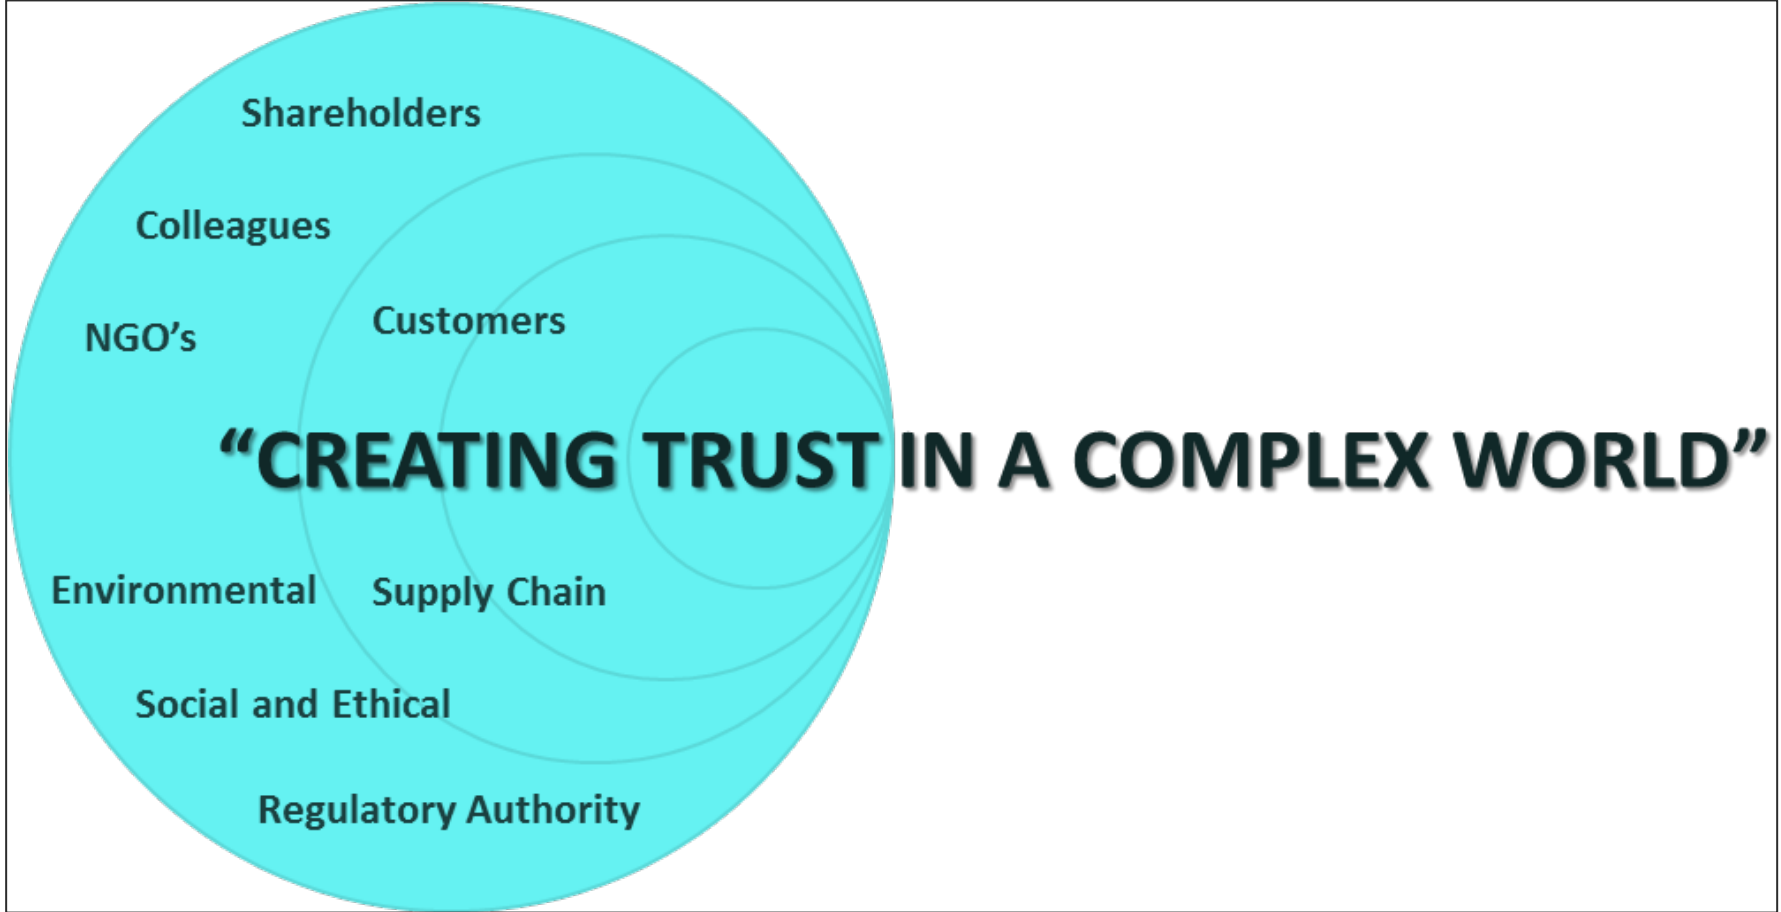 Shareholders
Colleagues
Customers
NGO’s
“CREATING TRUST IN A COMPLEX WORLD”
Environmental
Supply Chain
Social and Ethical
Regulatory Authority